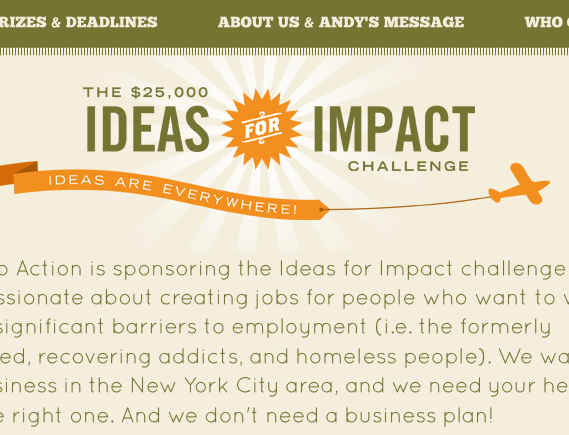 RIZES & DEADLINES ABOUT US & ANDY'S MESSAGE WHO
THE $25,000
IDEAS FOR IMPACT
CHALLENGE
IDEAS ARE EVERYWHERE!
o Action is sponsoring the Ideas for Impact challenge
ssionate about creating jobs for people who want to
significant barriers to employment (i.e. the formerly
ed, recovering addicts, and homeless people). We wa
siness in the New York City area, and we need your he
e right one. And we don't need a business plan!